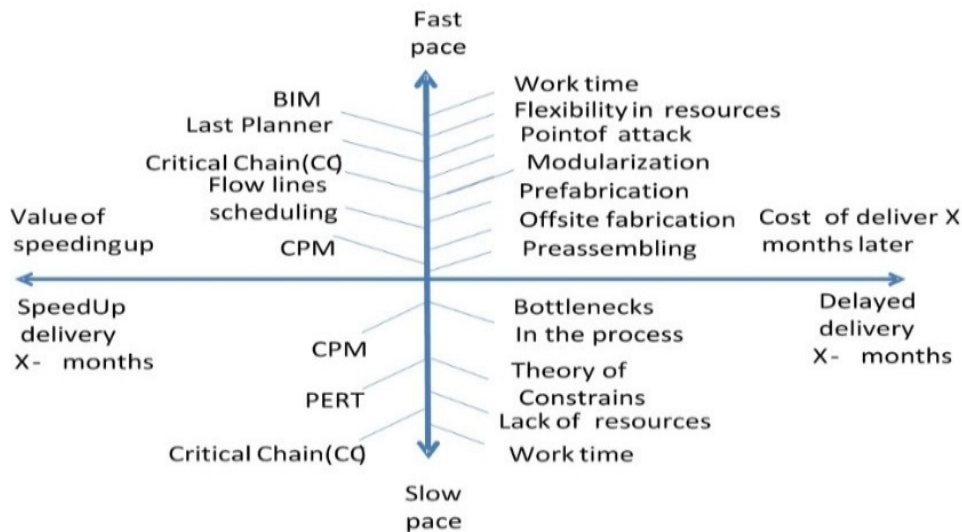 Fast
pace
BIM
Last Planner
Critical Chain(CC)
Flow lines
scheduling
CPM
Value of
speeding up
Work time
Flexibility in resources
Pointof attack
Modularization
Prefabrication
Offsite fabrication
Preassembling
Cost of deliver X
months later
SpeedUp
delivery
X- months
CPM
PERT
Critical Chain(CC)
Bottlenecks
In the process
Theory of
Constrains
Lack of resources
Work time
Delayed
delivery
X- months
Slow
pace